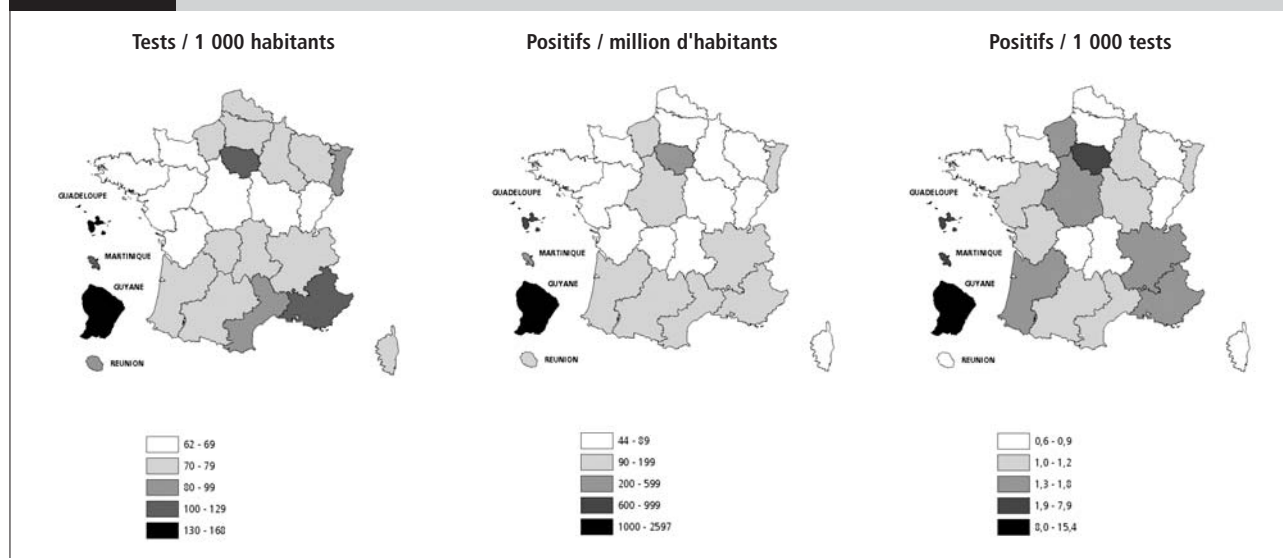 Tests / 1 000 habitants
GUADELOUPE
MARTINIQUE
GUYANE
REUNION
62 - 69
70 - 79
80 - 99
100 - 129
130 - 168
Positifs / million d'habitants
GUADELOUPE
MARTINIQUE
GUYANE
REUNION
44 - 89
90 - 199
200 - 599
600 - 999
1000 - 2597
Positifs / 1 000 tests
GUADELOUPE
MARTINIQUE
GUYANE
REUNION
0,6 - 0,9
1,0 - 1,2
1,3 - 1,8
1,9 - 7,9
8,0 - 15,4